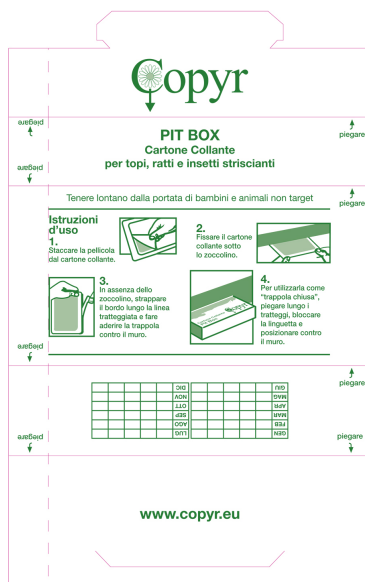 Copyr
piegare
piegare
PIT BOX
Cartone Collante
per topi, ratti e insetti striscianti
piegare
piegare
Tenere lontano dalla portata di bambini e animali non target
Istruzioni
d'uso
1.
Staccare la pellicola
dal cartone collante.
2.
Fissare il cartone
collante sotto
lo zoccolino.
3.
In assenza dello
zoccolino, strappare
il bordo lungo la linea
tratteggiata e fare
aderire la trappola
contro il muro.
4.
Per utilizzarla come
“trappola chiusa”,
piegare lungo i
tratteggi, bloccare
la linguetta e
posizionare contro
il muro.
piegare
piegare
DIC GIU
NOV MAG
OTT APR
SEP MAR
AGO FEB
LUG GEN
piegare
piegare
www.copyr.eu